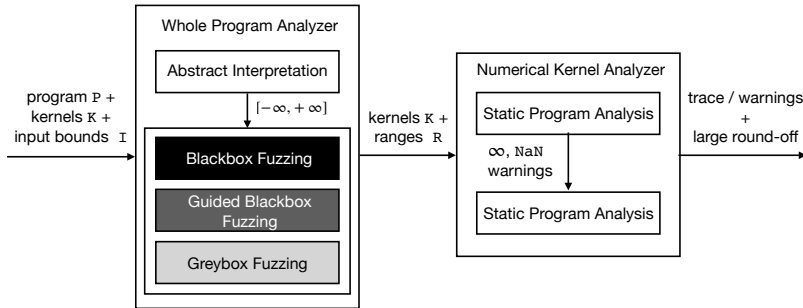 Whole Program Analyzer
Abstract Interpretation
[−∞, +∞]
program P +
kernels K +
input bounds I
Blackbox Fuzzing
Guided Blackbox
Fuzzing
Greybox Fuzzing
kernels K +
ranges R
Numerical Kernel Analyzer
Static Program Analysis
∞, NaN
warnings
Static Program Analysis
trace / warnings
+
large round-off